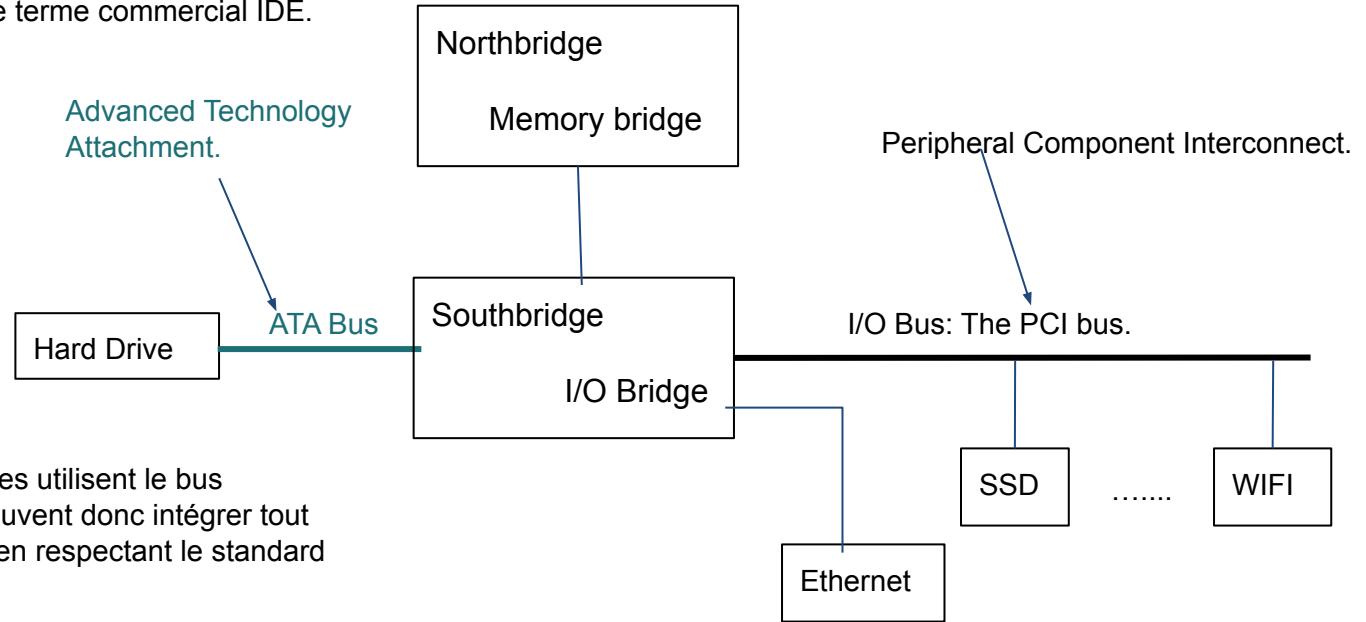 e terme commercial IDE.
Northbridge
Memory bridge
Advanced Technology
Attachment.
Peripheral Component Interconnect.
ATA Bus
Southbridge
I/O Bus: The PCI bus.
Hard Drive
I/O Bridge
es utilisent le bus
uvent donc intégrer tout
en respectant le standard
SSD
…....
WIFI
Ethernet